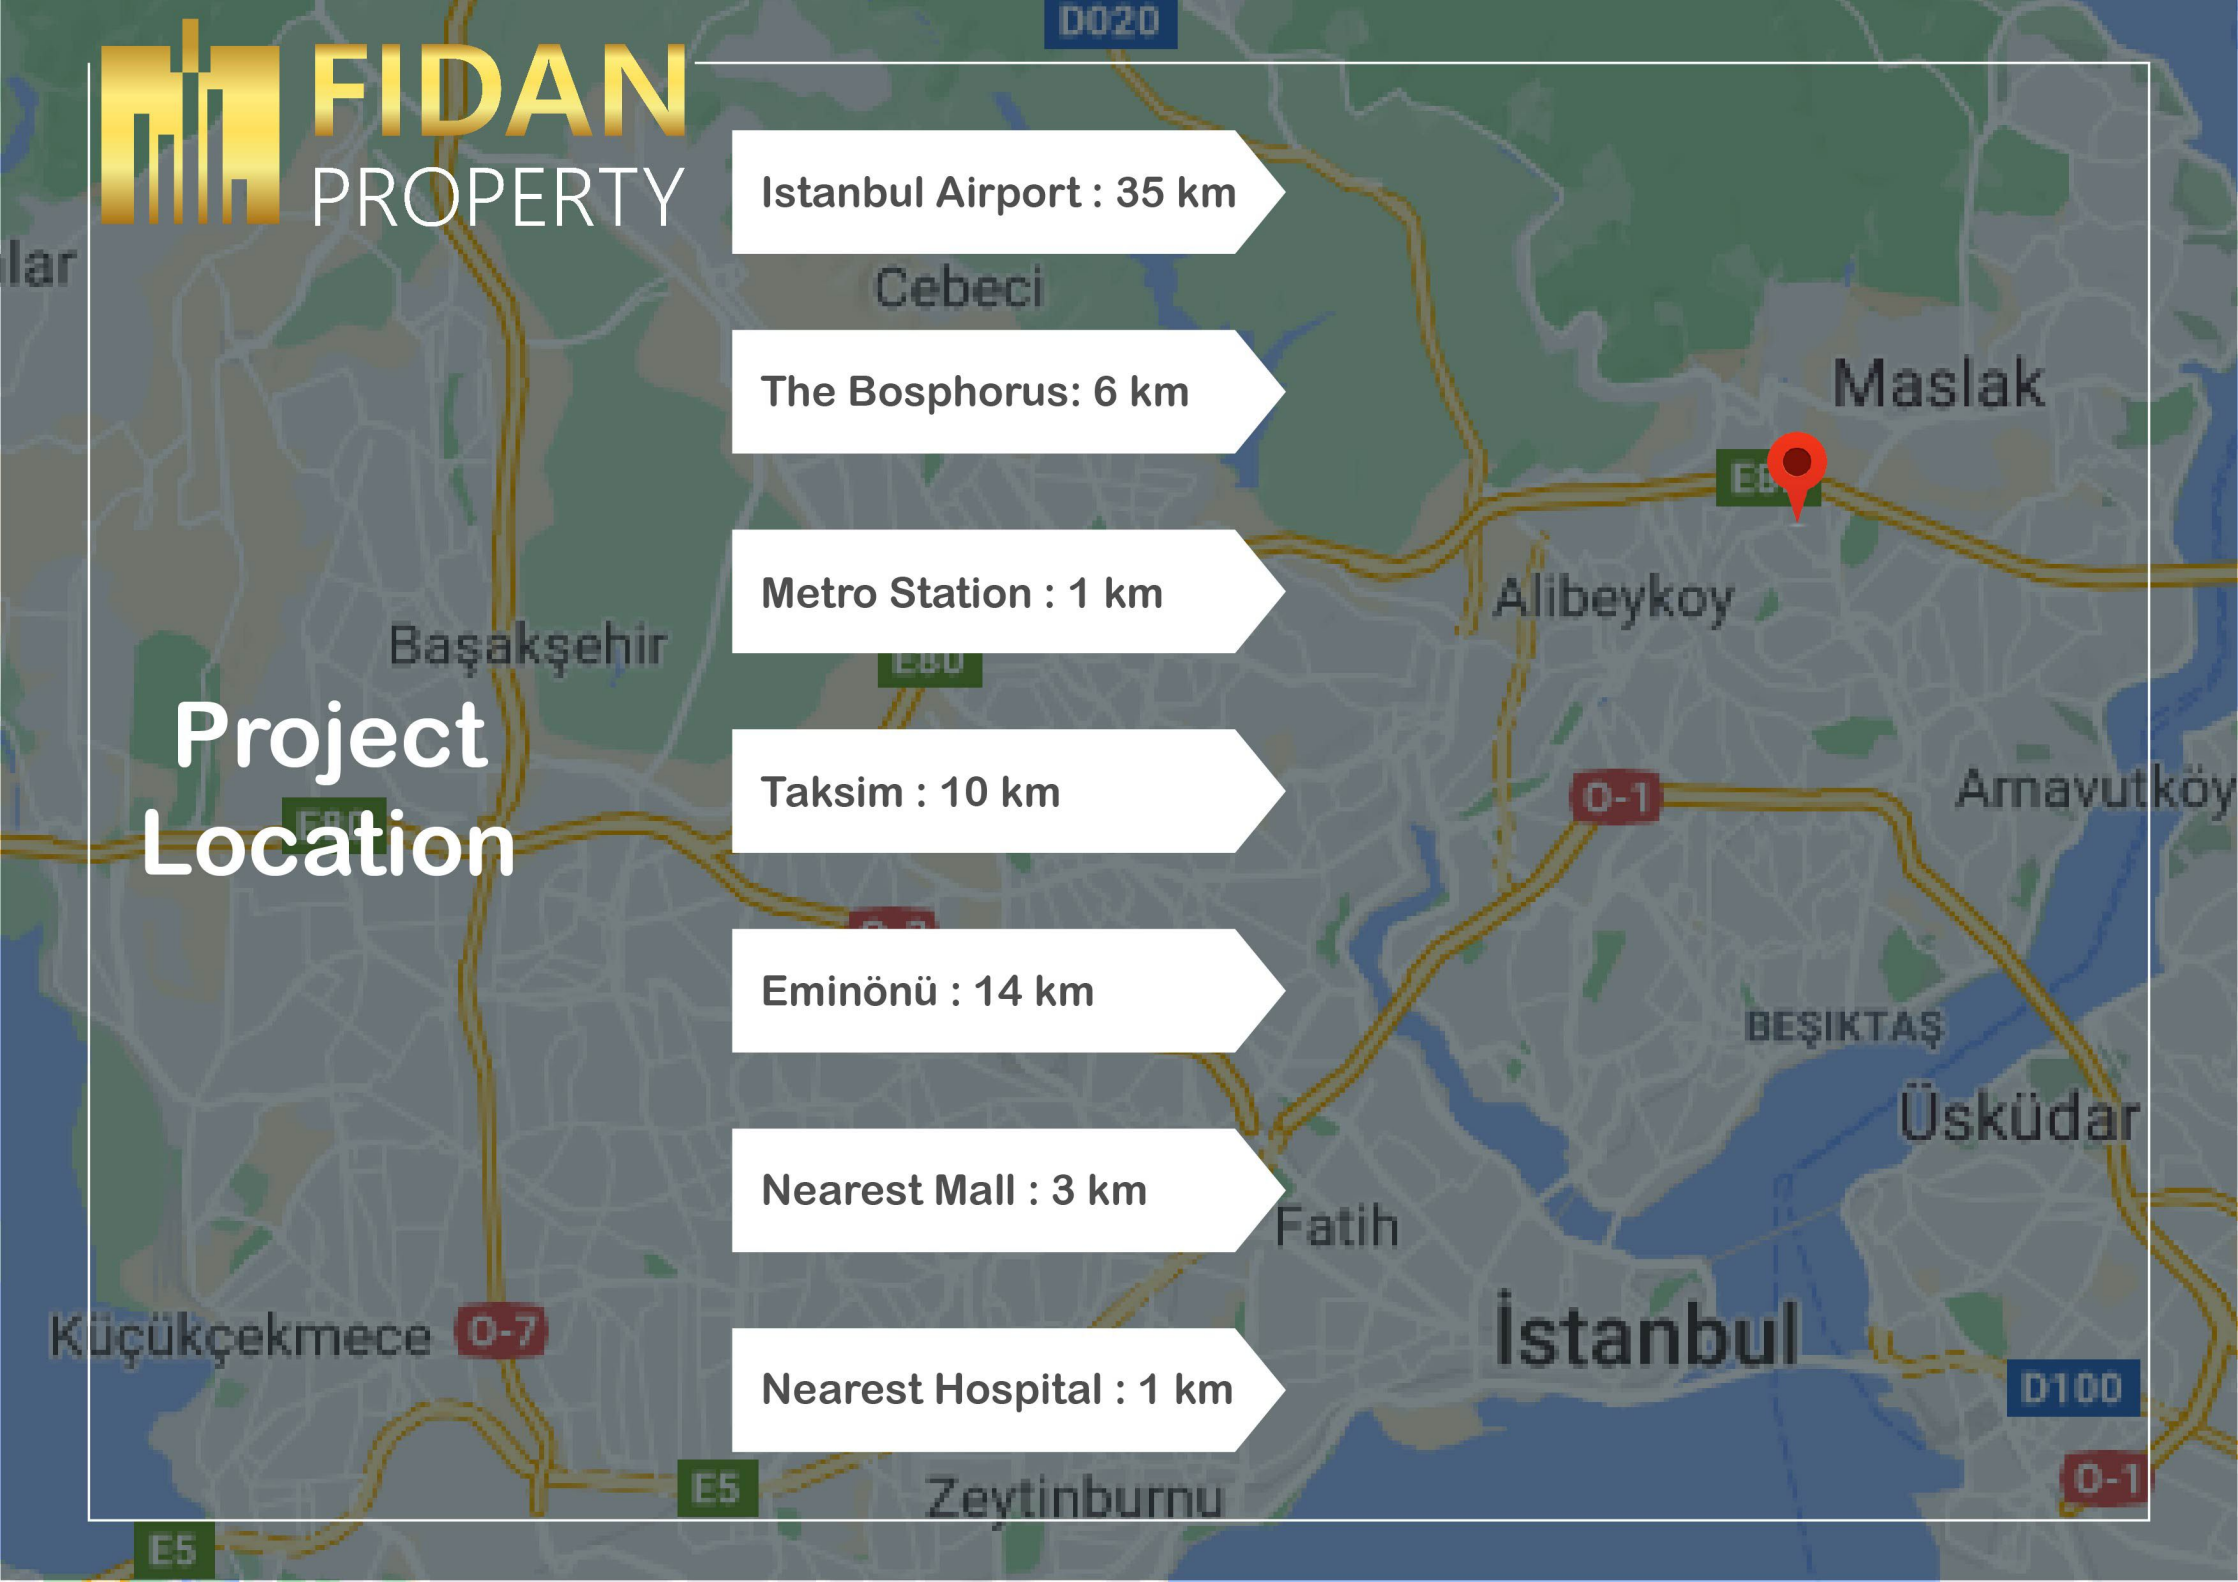 FIDAN
PROPERTY
D020
Istanbul Airport : 35 km
lar
Cebeci
The Bosphorus: 6 km
Maslak
Metro Station : 1 km
Alibeykoy
Başakşehir
E80
Project
Location
Taksim : 10 km
O-1
Arnavutköy
Eminönü : 14 km
BEŞIKTAŞ
Üsküdar
Nearest Mall : 3 km
Fatih
Küçükçekmece
O-7
İstanbul
Nearest Hospital : 1 km
D100
E5
Zeytinburnu
O-1
E5